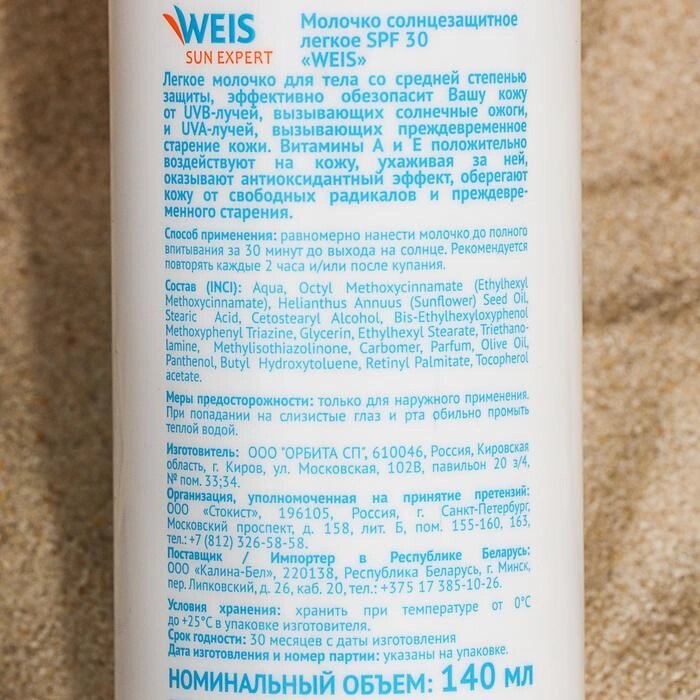 WEIS
SUN EXPERT
Молочко солнцезащитное
легкое SPF 30
«WEIS»
Легкое молочко для тела со средней степенью
защиты, эффективно обезопасит Вашу кожу
от UVB-лучей, вызывающих солнечные ожоги,
и UVA-лучей, вызывающих преждевременное
старение кожи. Витамины А и Е положительно
воздействуют на кожу, ухаживая за ней,
оказывают антиоксидантный эффект, оберегают
кожу от свободных радикалов и преждевре-
менного старения.
Способ применения: равномерно нанести молочко до полного
впитывания за 30 минут до выхода на солнце. Рекомендуется
повторять каждые 2 часа и/или после купания.
Состав (INCI): Aqua, Octyl Methoxycinnamate (Ethylhexyl
Methoxycinnamate), Helianthus Annuus (Sunflower) Seed Oil,
Stearic Acid, Cetostearyl Alcohol, Bis-Ethylhexyloxyphenol
Methoxyphenyl Triazine, Glycerin, Ethylhexyl Stearate, Triethano-
lamine, Methylisothiazolinone, Carbomer, Parfum, Olive Oil,
Panthenol, Butyl Hydroxytoluene, Retinyl Palmitate, Tocopherol
acetate.
Меры предосторожности: только для наружного применения.
При попадании на слизистые глаз и рта обильно промыть
теплой водой.
Изготовитель: ООО "ОРБИТА СП", 610046, Россия, Кировская
область, г. Киров, ул. Московская, 102В, павильон 20 з/4,
№ пом. 33;34.
Организация, уполномоченная на принятие претензий:
ООО «Стокист», 196105, Россия, г. Санкт-Петербург,
Московский проспект, д. 158, лит. Б, пом. 155-160, 163,
тел.: +7 (812) 326-58-58.
Поставщик / Импортер в Республике Беларусь:
ООО «Калина-Бел», 220138, Республика Беларусь, г. Минск,
пер. Липковский, д. 26, каб. 20, тел.: +375 17 385-10-26.
Условия хранения: хранить при температуре от 0°С
до +25°С в упаковке изготовителя.
Срок годности: 30 месяцев с даты изготовления
Дата изготовления и номер партии: указаны на упаковке.
НОМИНАЛЬНЫЙ ОБЪЕМ: 140 мл